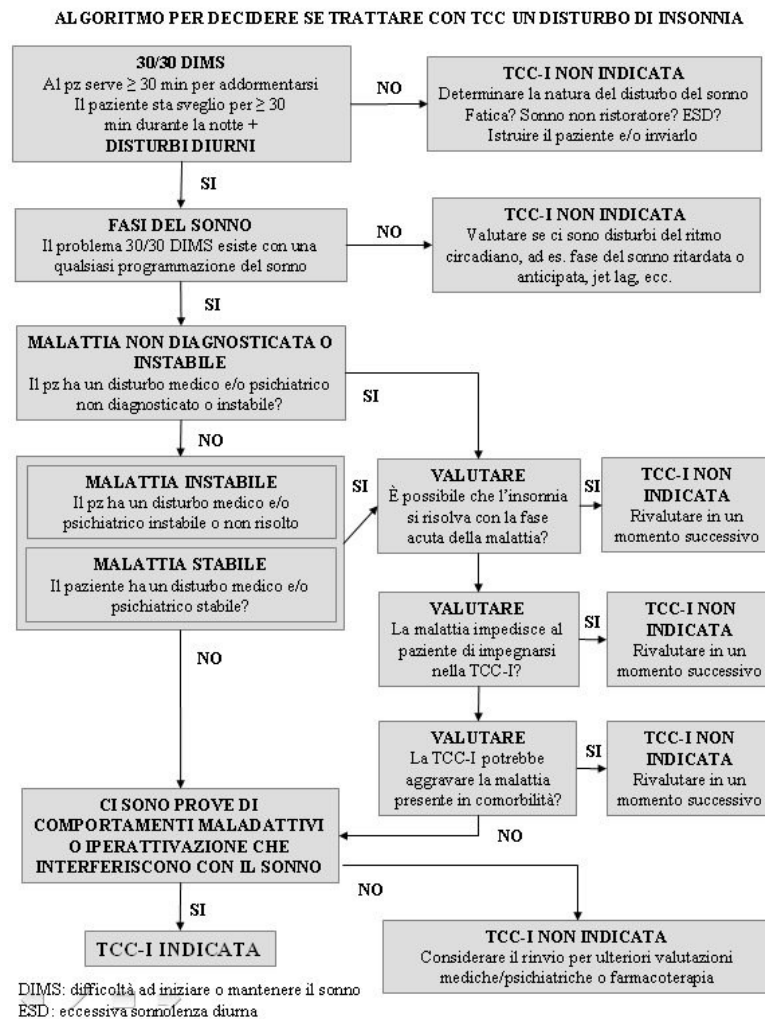 ALGORITMO PER DECIDERE SE TRATTARE CON TCC UN DISTURBO DI INSONNIA
30/30 DIMS
Al pz serve ≥ 30 min per addormentarsi
Il paziente sta sveglio per ≥ 30
min durante la notte +
DISTURBI DIURNI
NO
TCC-I NON INDICATA
Determinare la natura del disturbo del sonno
Fatica? Sonno non ristoratore? ESD?
Istruire il paziente e/o inviarlo
SI
FASI DEL SONNO
Il problema 30/30 DIMS esiste con una
qualsiasi programmazione del sonno
NO
TCC-I NON INDICATA
Valutare se ci sono disturbi del ritmo
circadiano, ad es. fase del sonno ritardata o
anticipata, jet lag, ecc.
SI
MALATTIA NON DIAGNOSTICATA O
INSTABILE
Il pz ha un disturbo medico e/o psichiatrico
non diagnosticato o instabile?
SI
NO
MALATTIA INSTABILE
Il pz ha un disturbo medico e/o
psichiatrico instabile o non risolto
MALATTIA STABILE
Il paziente ha un disturbo medico e/o
psichiatrico stabile?
SI
VALUTARE
È possibile che l'insonnia
si risolva con la fase
acuta della malattia?
SI
TCC-I NON
INDICATA
Rivalutare in un
momento successivo
VALUTARE
La malattia impedisce al
paziente di impegnarsi
nella TCC-I?
SI
TCC-I NON
INDICATA
Rivalutare in un
momento successivo
NO
VALUTARE
La TCC-I potrebbe
aggravare la malattia
presente in comorbilità?
SI
TCC-I NON
INDICATA
Rivalutare in un
momento successivo
NO
CI SONO PROVE DI
COMPORTAMENTI MALADATTIVI
O IPERATTIVAZIONE CHE
INTERFERISCONO CON IL SONNO
NO
SI
TCC-I INDICATA
TCC-I NON INDICATA
Considerare il rinvio per ulteriori valutazioni
mediche/psichiatriche o farmacoterapia
DIMS: difficoltà ad iniziare o mantenere il sonno
ESD: eccessiva sonnolenza diurna